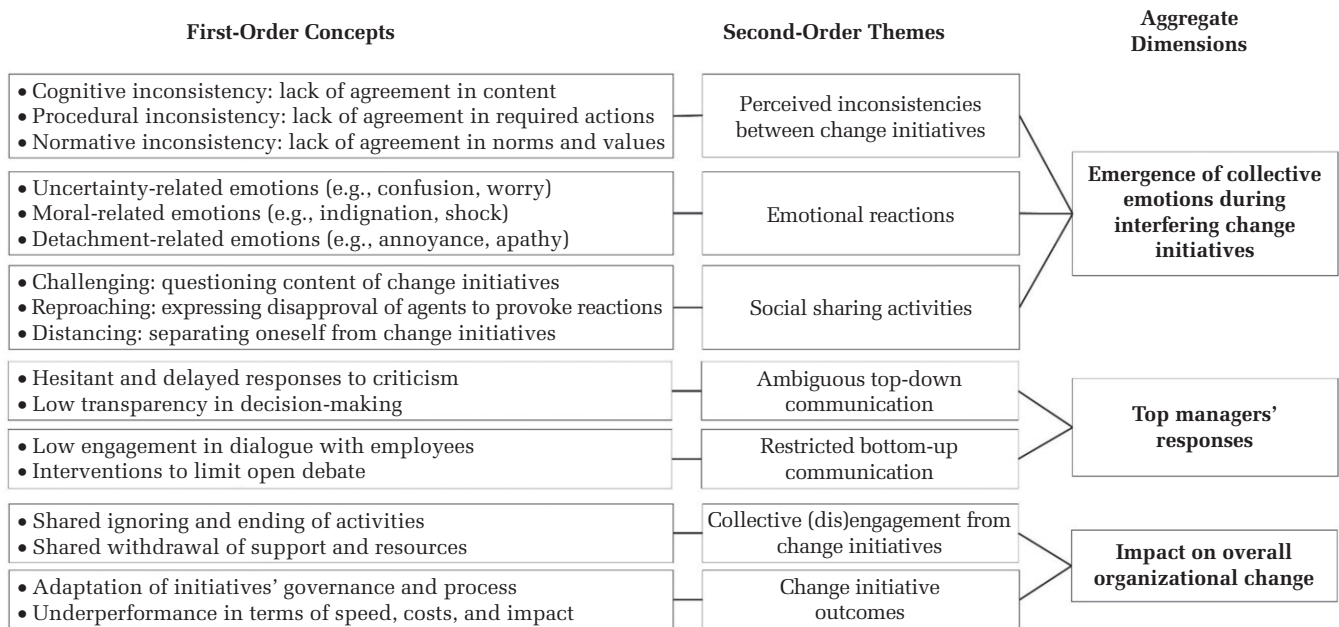 First-Order Concepts
Second-Order Themes
Aggregate
Dimensions
• Cognitive inconsistency: lack of agreement in content
• Procedural inconsistency: lack of agreement in required actions
• Normative inconsistency: lack of agreement in norms and values
Perceived inconsistencies
between change initiatives
• Uncertainty-related emotions (e.g., confusion, worry)
• Moral-related emotions (e.g., indignation, shock)
• Detachment-related emotions (e.g., annoyance, apathy)
Emotional reactions
• Challenging: questioning content of change initiatives
• Reproaching: expressing disapproval of agents to provoke reactions
• Distancing: separating oneself from change initiatives
Social sharing activities
Emergence of collective
emotions during
interfering change
initiatives
• Hesitant and delayed responses to criticism
• Low transparency in decision-making
Ambiguous top-down
communication
• Low engagement in dialogue with employees
• Interventions to limit open debate
Restricted bottom-up
communication
Top managers’
responses
• Shared ignoring and ending of activities
• Shared withdrawal of support and resources
Collective (dis)engagement from
change initiatives
• Adaptation of initiatives’ governance and process
• Underperformance in terms of speed, costs, and impact
Change initiative
outcomes
Impact on overall
organizational change